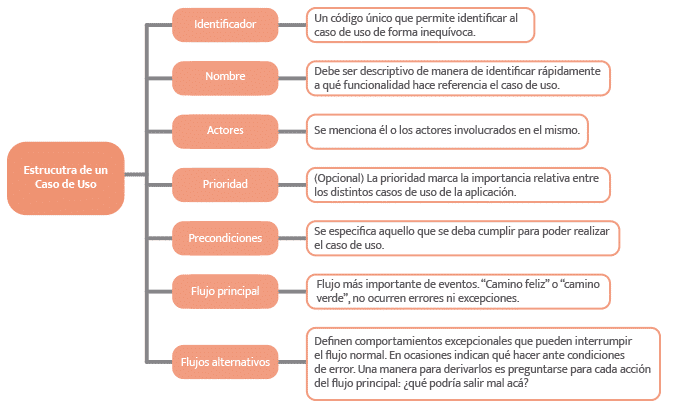 Estrucutra de un
Caso de Uso
Identificador
Un código único que permite identificar al
caso de uso de forma inequívoca.
Nombre
Debe ser descriptivo de manera de identificar rápidamente
a qué funcionalidad hace referencia el caso de uso.
Actores
Se menciona él o los actores involucrados en el mismo.
Prioridad
(Opcional) La prioridad marca la importancia relativa entre
los distintos casos de uso de la aplicación.
Precondiciones
Se especifica aquello que se deba cumplir para poder realizar
el caso de uso.
Flujo principal
Flujo más importante de eventos. “Camino feliz” o “camino
verde”, no ocurren errores ni excepciones.
Flujos alternativos
Definen comportamientos excepcionales que pueden interrumpir
el flujo normal. En ocasiones indican qué hacer ante condiciones
de error. Una manera para derivarlos es preguntarse para cada acción
del flujo principal: ¿qué podría salir mal acá?